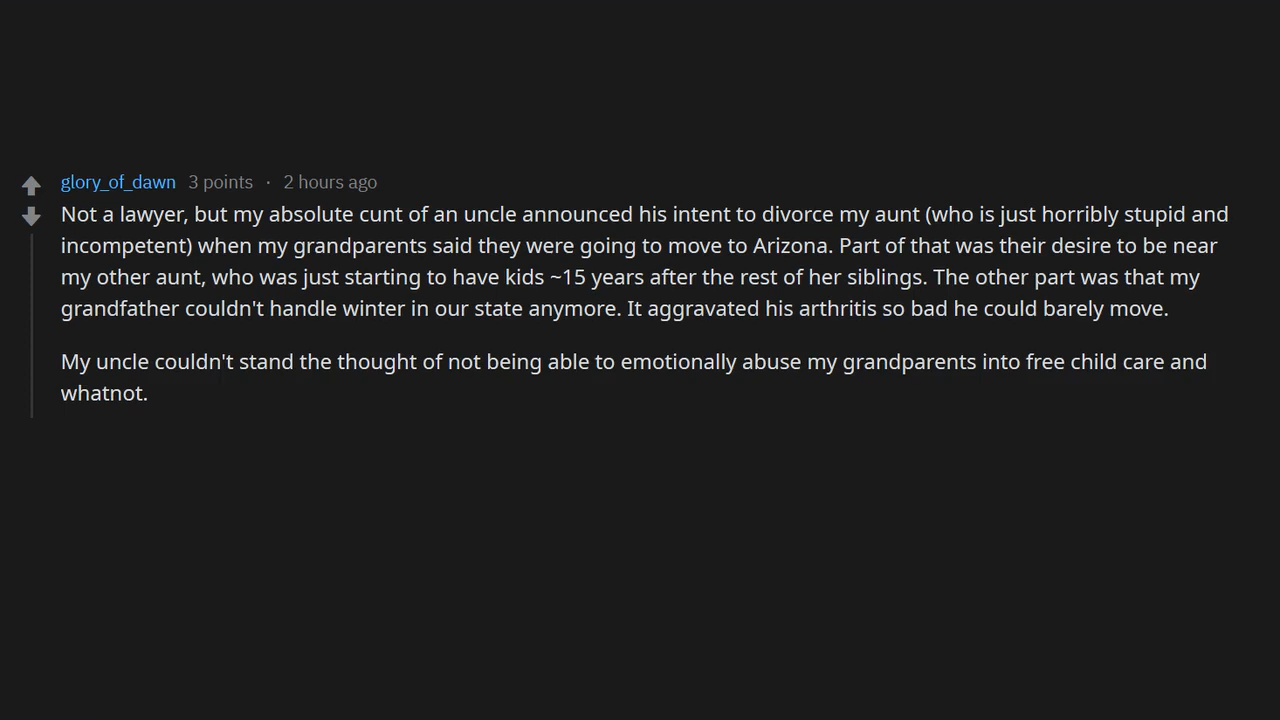 glory_of_dawn 3 points · 2 hours ago
Not a lawyer, but my absolute cunt of an uncle announced his intent to divorce my aunt (who is just horribly stupid and
incompetent) when my grandparents said they were going to move to Arizona. Part of that was their desire to be near
my other aunt, who was just starting to have kids ~15 years after the rest of her siblings. The other part was that my
grandfather couldn't handle winter in our state anymore. It aggravated his arthritis so bad he could barely move.
My uncle couldn't stand the thought of not being able to emotionally abuse my grandparents into free child care and
whatnot.